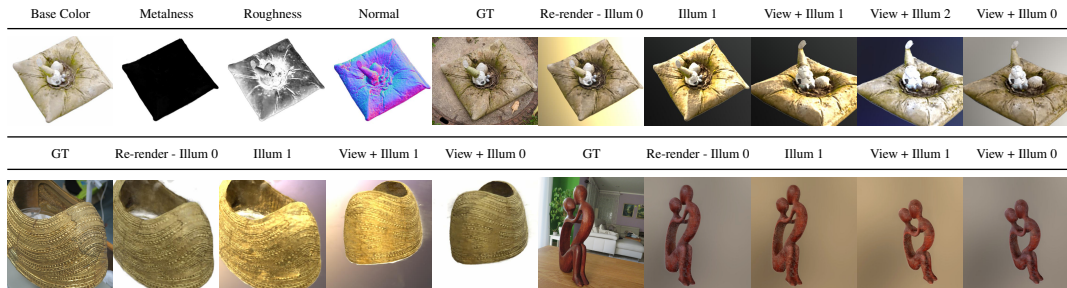 Base Color Metalness Roughness Normal GT Re-render - Illum 0 Illum 1 View + Illum 1 View + Illum 2 View + Illum 0
GT Re-render - Illum 0 Illum 1 View + Illum 1 View + Illum 0 GT Re-render - Illum 0 Illum 1 View + Illum 1 View + Illum 0